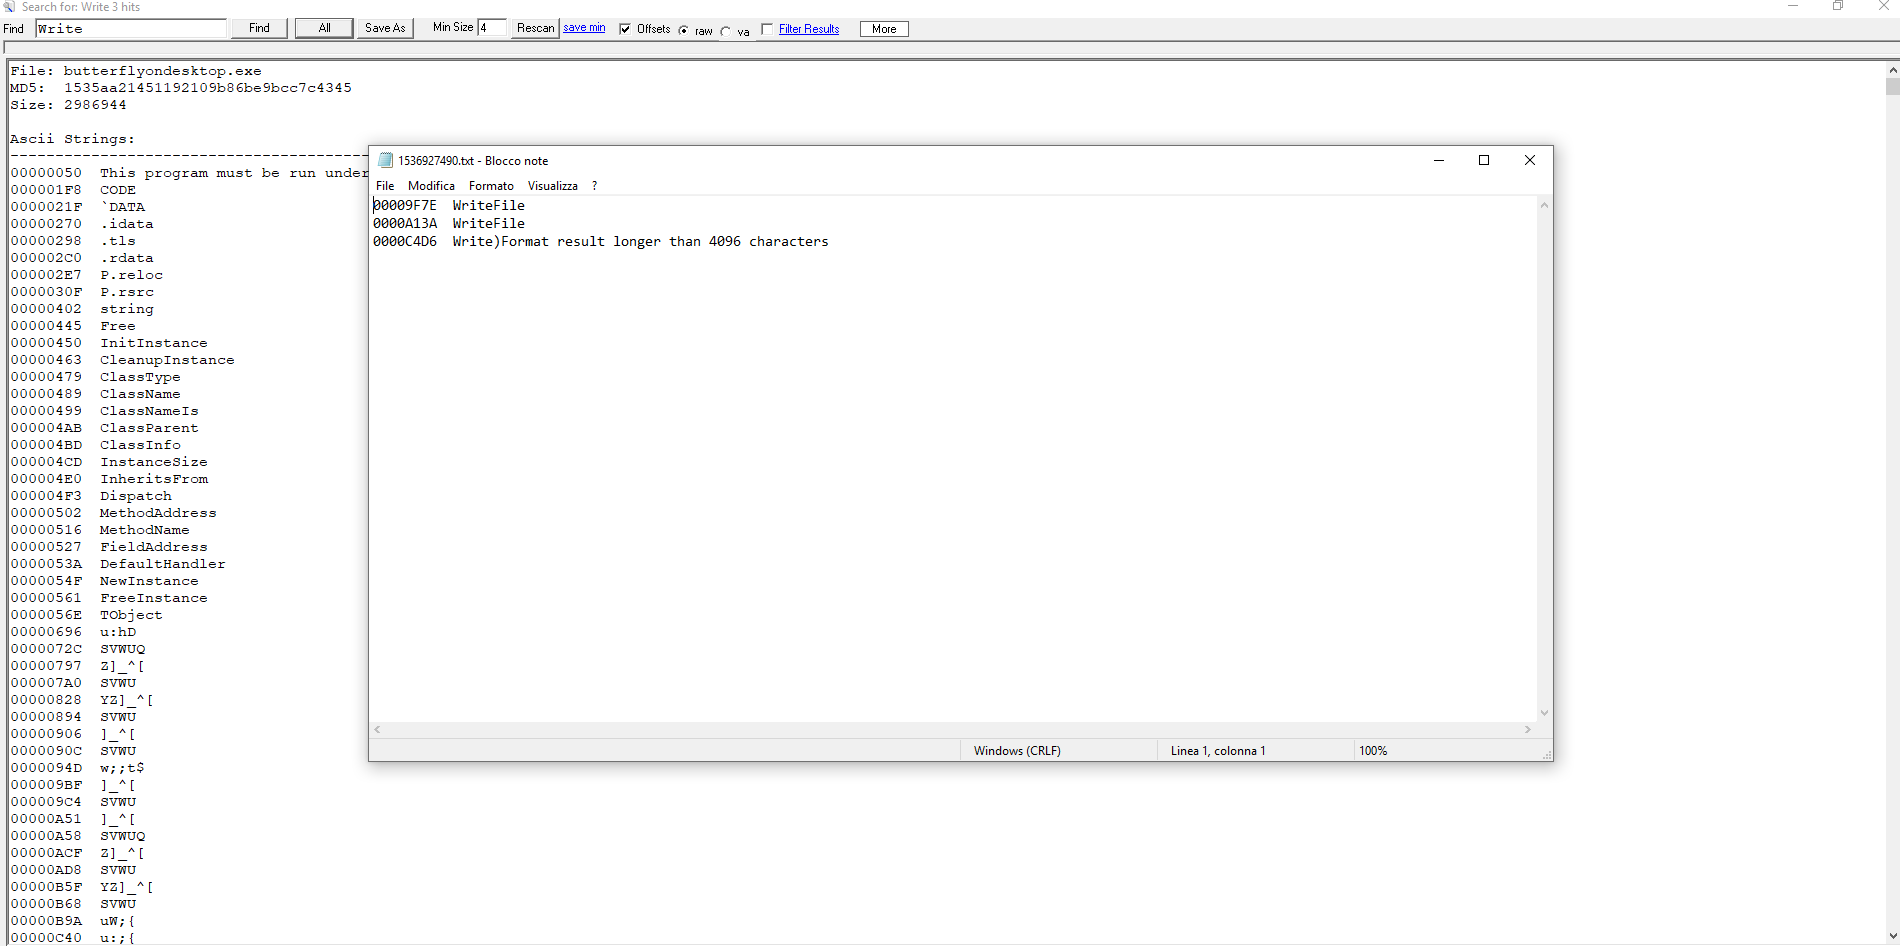 Search for: Write 3 hits
Find Write Find All Save As Min Size 4 Rescan save min Offsets raw va Filter Results More
File: butterflyondesktop.exe
MD5: 1535aa21451192109b86be9bcc7c4345
Size: 2986944
Ascii Strings:
00000050 This program must be run under
000001F8 CODE
0000021F `DATA
00000270 .idata
00000298 .tls
000002C0 .rdata
000002E7 P.reloc
0000030F P.rsrc
00000402 string
00000445 Free
00000450 InitInstance
00000463 CleanupInstance
00000479 ClassType
00000489 ClassName
00000499 ClassNameIs
000004AB ClassParent
000004BD ClassInfo
000004CD InstanceSize
000004E0 InheritsFrom
000004F3 Dispatch
00000502 MethodAddress
00000516 MethodName
00000527 FieldAddress
0000053A DefaultHandler
0000054F NewInstance
00000561 FreeInstance
0000056E TObject
00000696 u:hD
0000072C SVWUQ
00000797 Z]_^[
000007A0 SVWU
00000828 YZ]_^[
00000894 SVWU
00000906 ]_^[
0000090C SVWU
0000094D w;;t$
000009BF ]_^[
000009C4 SVWU
00000A51 ]_^[
00000A58 SVWUQ
00000ACF Z]_^[
00000AD8 SVWU
00000B5F YZ]_^[
00000B68 SVWU
00000B9A uW;{
00000C40 u:;{
1536927490.txt - Blocco note
File Modifica Formato Visualizza ?
00009F7E WriteFile
0000A13A WriteFile
0000C4D6 Write)Format result longer than 4096 characters
Windows (CRLF) Linea 1, colonna 1 100%